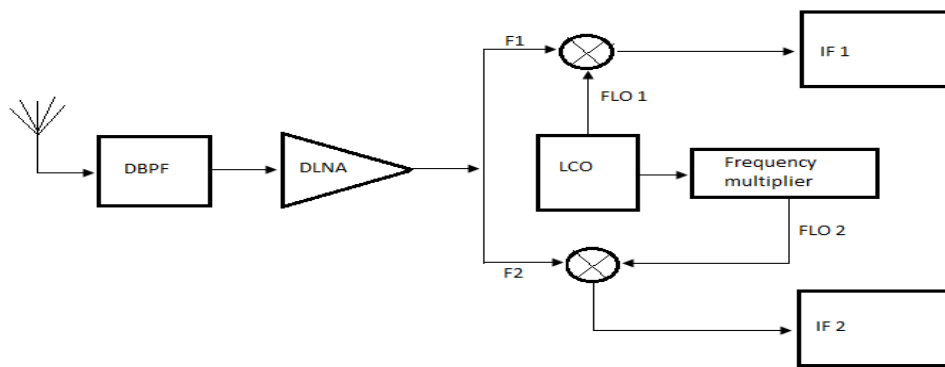 F1
IF 1
FLO 1
DBPF
DLNA
LCO
Frequency
multiplier
FLO 2
F2
IF 2